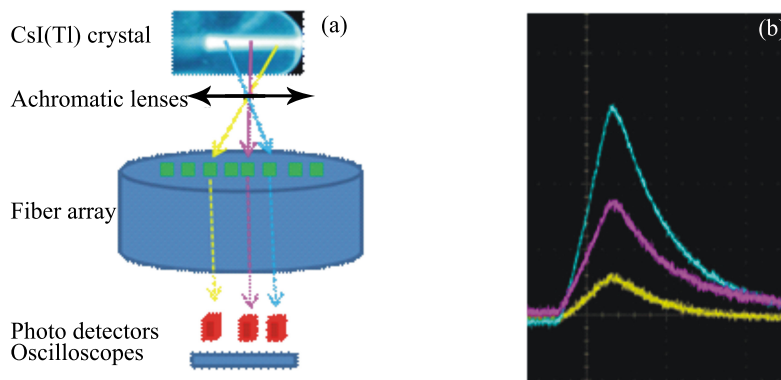 CsI(Tl) crystal
(a)
Achromatic lenses
Fiber array
Photo detectors
Oscilloscopes
(b)